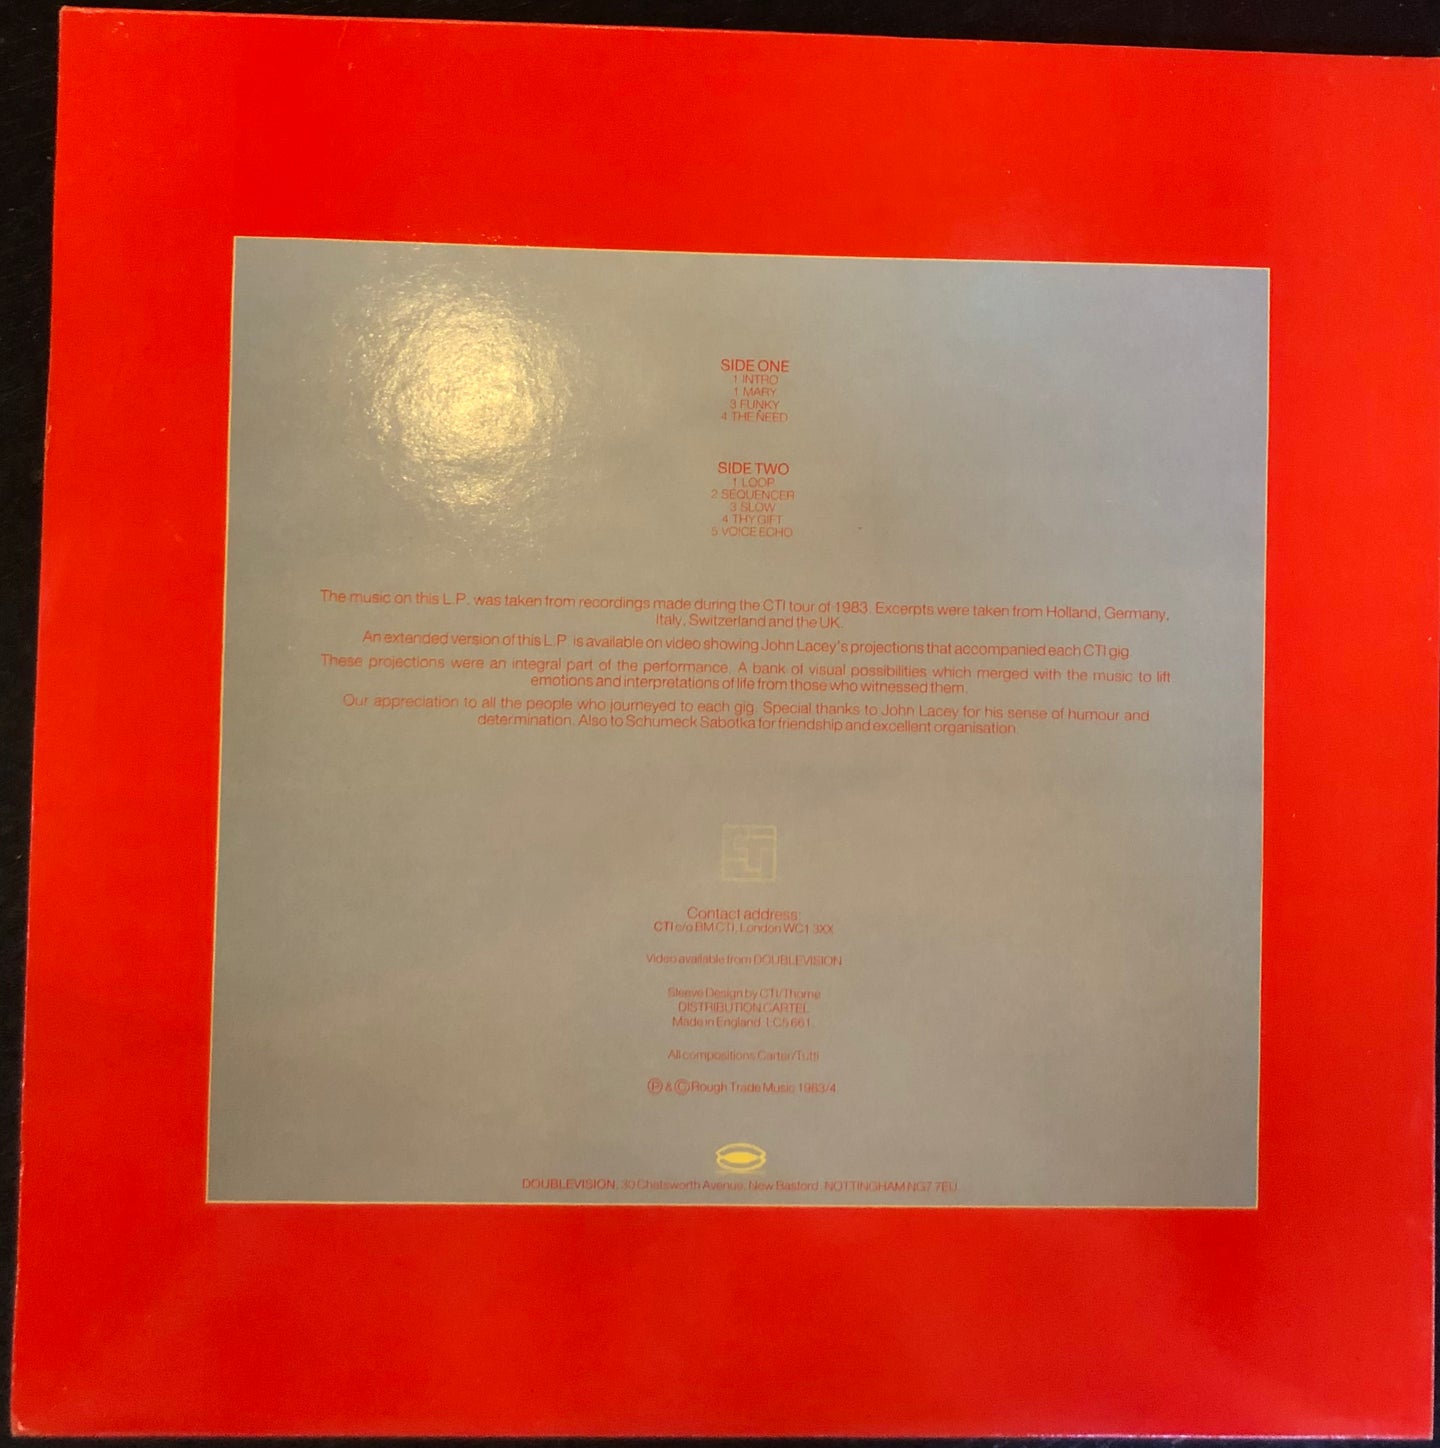 SIDE ONE
1 INTRO
1 MARY
3 FUNKY
4 THE NEED
SIDE TWO
1 LOOP
2 SEQUENCER
3 SLOW
4 THY GIFT
5 VOICE ECHO
The music on this L.P. was taken from recordings made during the CTI tour of 1983. Excerpts were taken from Holland, Germany,
Italy, Switzerland and the UK.
An extended version of this L.P. is available on video showing John Lacey's projections that accompanied each CTI gig.
These projections were an integral part of the performance. A bank of visual possibilities which merged with the music to lift
emotions and interpretations of life from those who witnessed them.
Our appreciation to all the people who journeyed to each gig. Special thanks to John Lacey for his sense of humour and
determination. Also to Schumeck Sabotka for friendship and excellent organisation.
CTI
Contact address:
CTI c/o BM CTI, London WC1 3XX
Video available from DOUBLEVISION
Sleeve Design by CTI/Thorne
DISTRIBUTION CARTEL
Made in England. LC5661
All compositions Carter/Tutti
Ⓟ & Ⓒ Rough Trade Music 1983/4
DOUBLEVISION, 30 Chatsworth Avenue, New Basford, NOTTINGHAM NG7 7EU